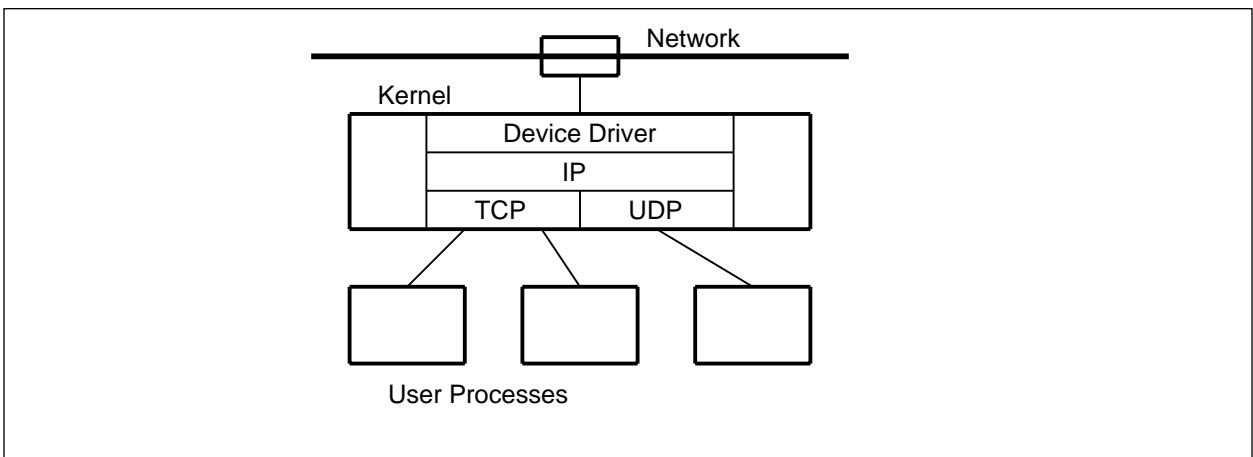 Network
Kernel
Device Driver
IP
TCP UDP
User Processes